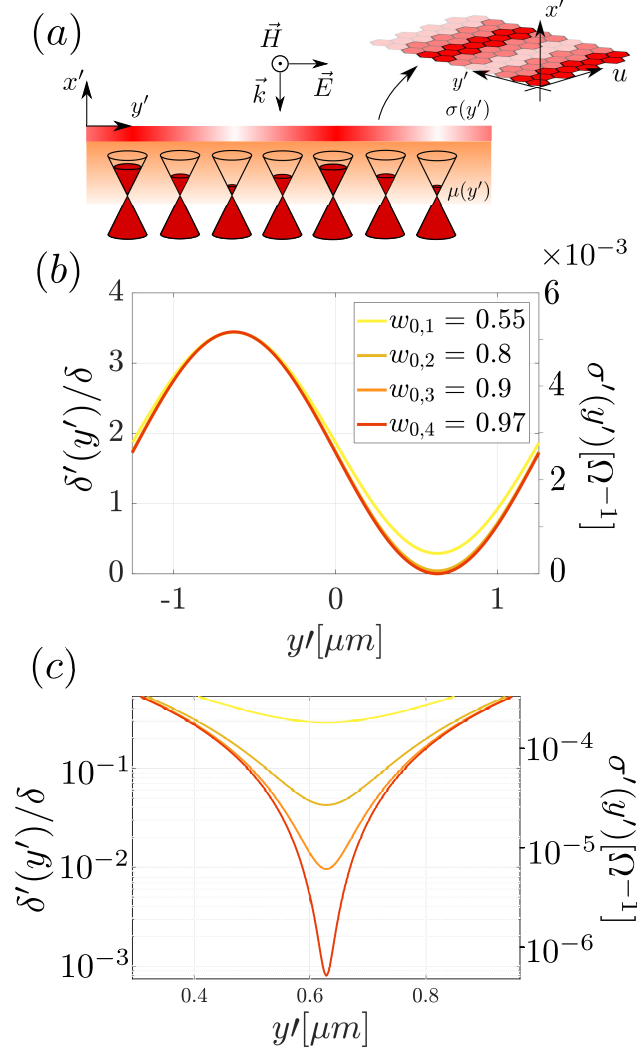 (a)
H⃗
E⃗
k⃗
x′
y′
x′
y′
u
σ(y′)
μ(y′)
(b)
×10⁻³
4
3
2
1
0
δ′(y′)/δ
6
4
2
0
σ′(y′)[Ω⁻¹]
w₀,₁ = 0.55
w₀,₂ = 0.8
w₀,₃ = 0.9
w₀,₄ = 0.97
-1
0
1
y′[μm]
(c)
10⁻¹
10⁻²
10⁻³
δ′(y′)/δ
10⁻⁴
10⁻⁵
10⁻⁶
σ′(y′)[Ω⁻¹]
0.4
0.6
0.8
y′[μm]